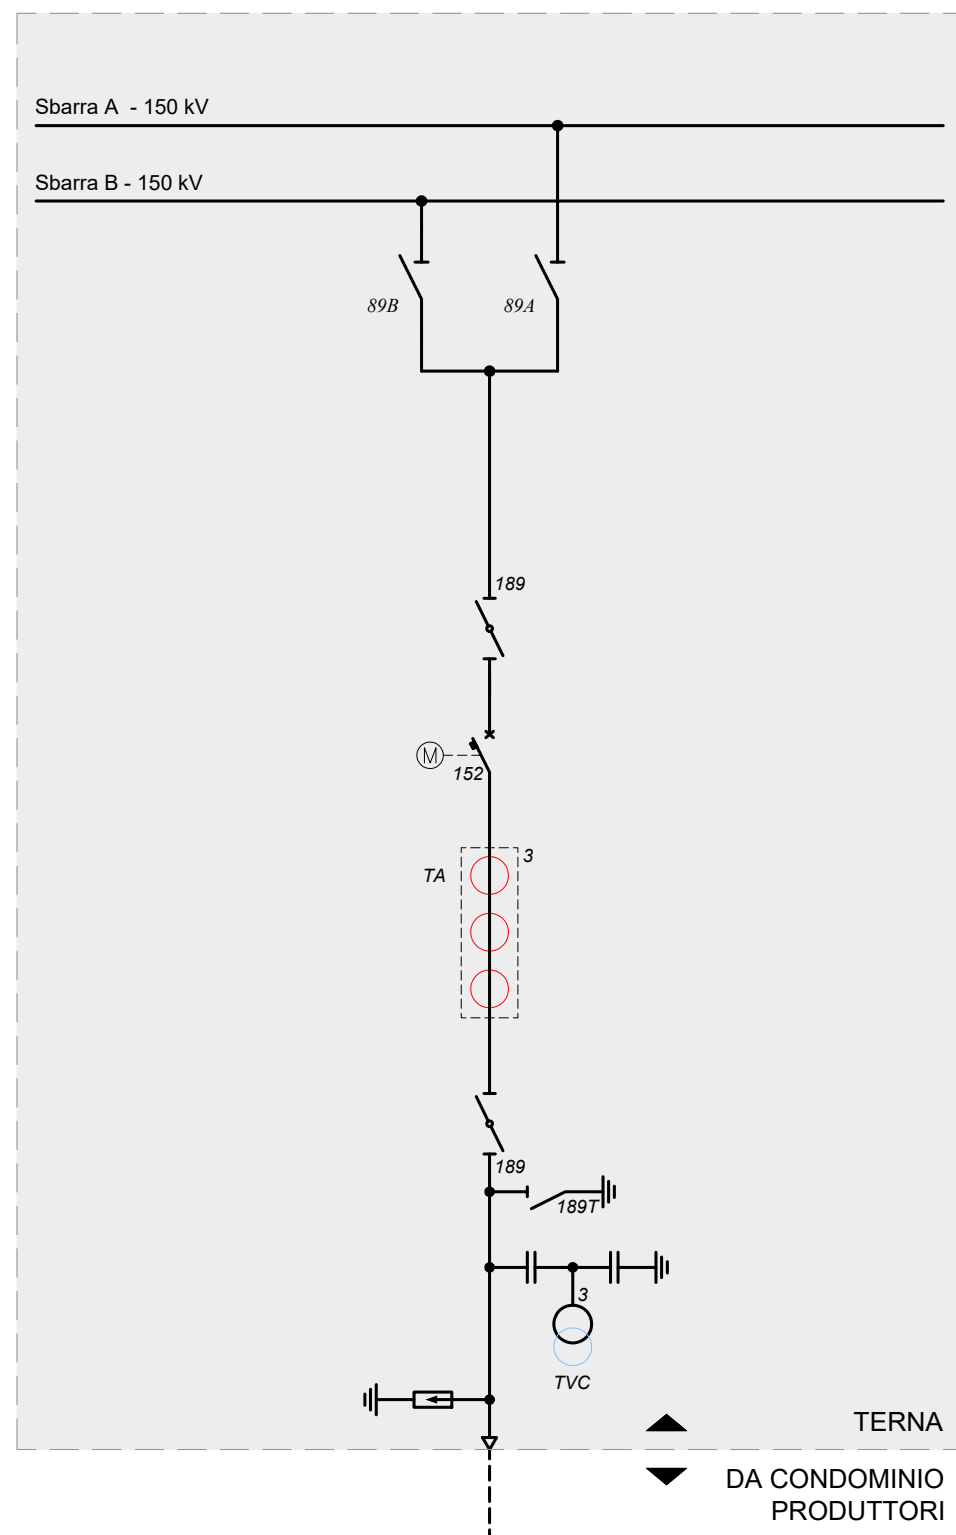 Sbarra A - 150 kV
Sbarra B - 150 kV
89B
89A
189
M
152
3
TA
189
189T
3
TVC
TERNA
DA CONDOMINIO
PRODUTTORI